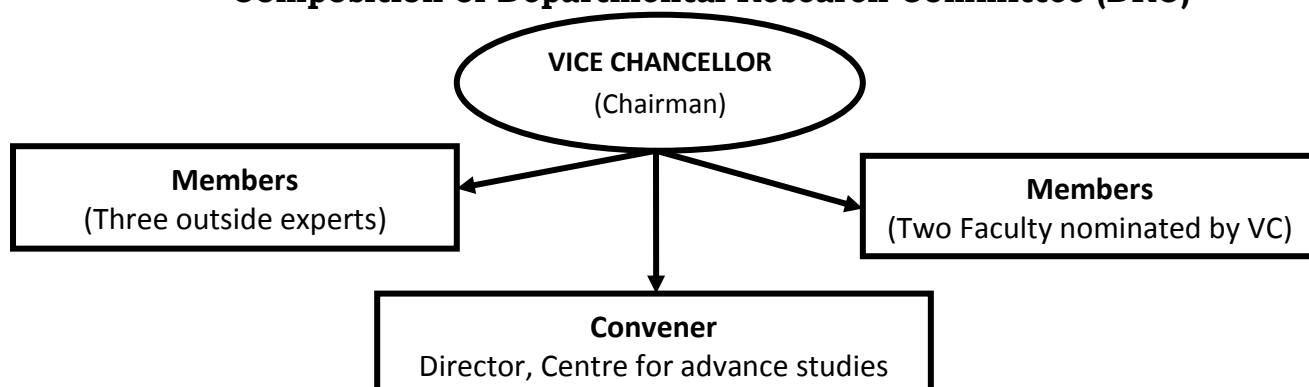 Composition of Departmental Research Committee (DRC)
VICE CHANCELLOR
(Chairman)
Members
(Three outside experts)
Members
(Two Faculty nominated by VC)
Convener
Director, Centre for advance studies